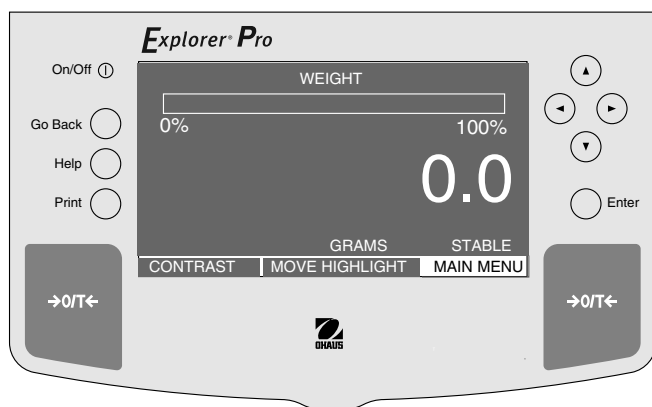 Explorer® Pro
On/Off
WEIGHT
0% 100%
Go Back
Help
Print
0.0
Enter
GRAMS STABLE
CONTRAST MOVE HIGHLIGHT MAIN MENU
→0/T← →0/T←
OHAUS